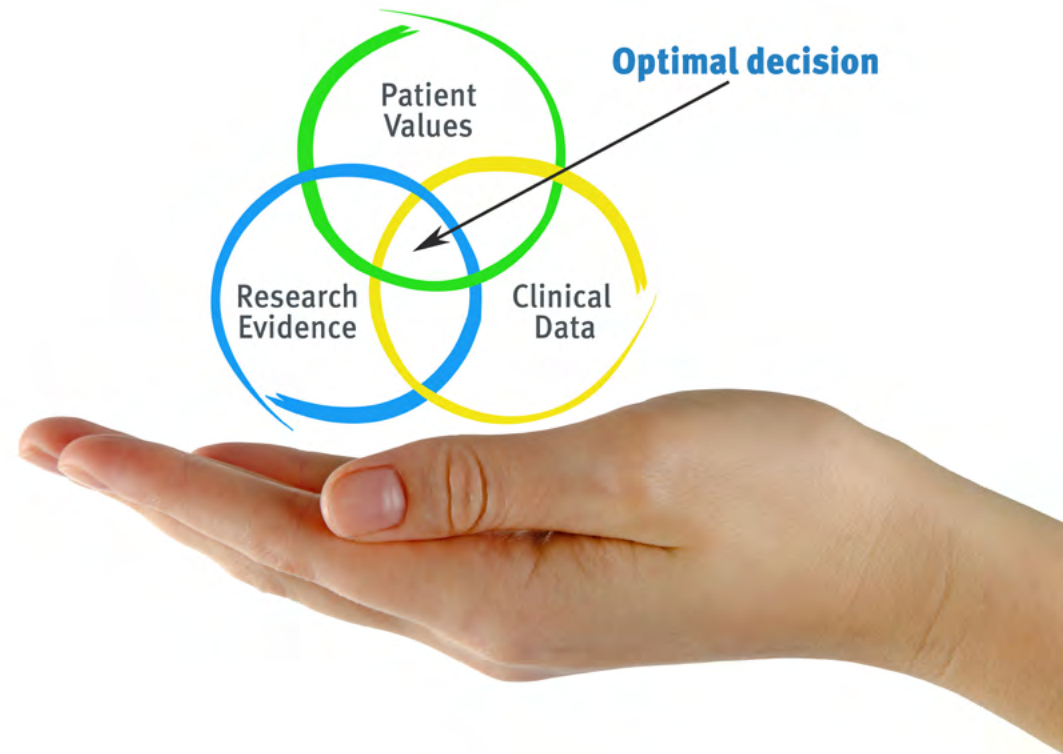 Optimal decision
Patient
Values
Research
Evidence
Clinical
Data